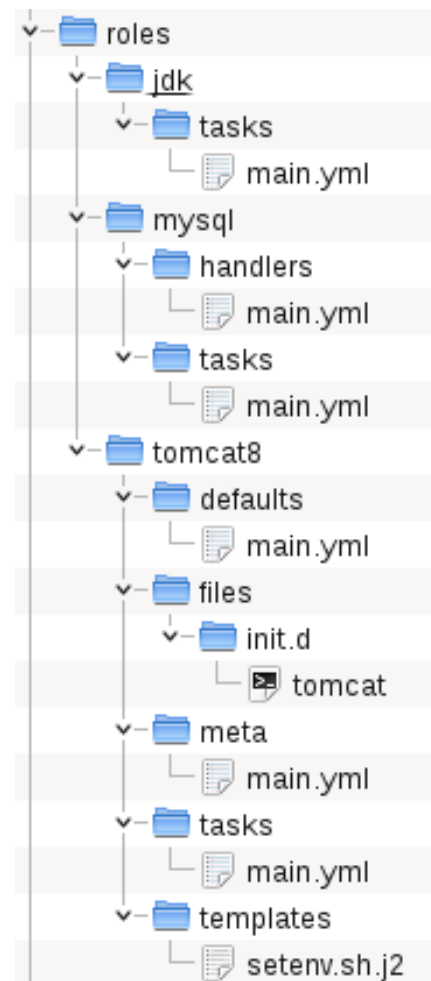 roles
jdk
tasks
main.yml
mysql
handlers
main.yml
tasks
main.yml
tomcat8
defaults
main.yml
files
init.d
tomcat
meta
main.yml
tasks
main.yml
templates
setenv.sh.j2